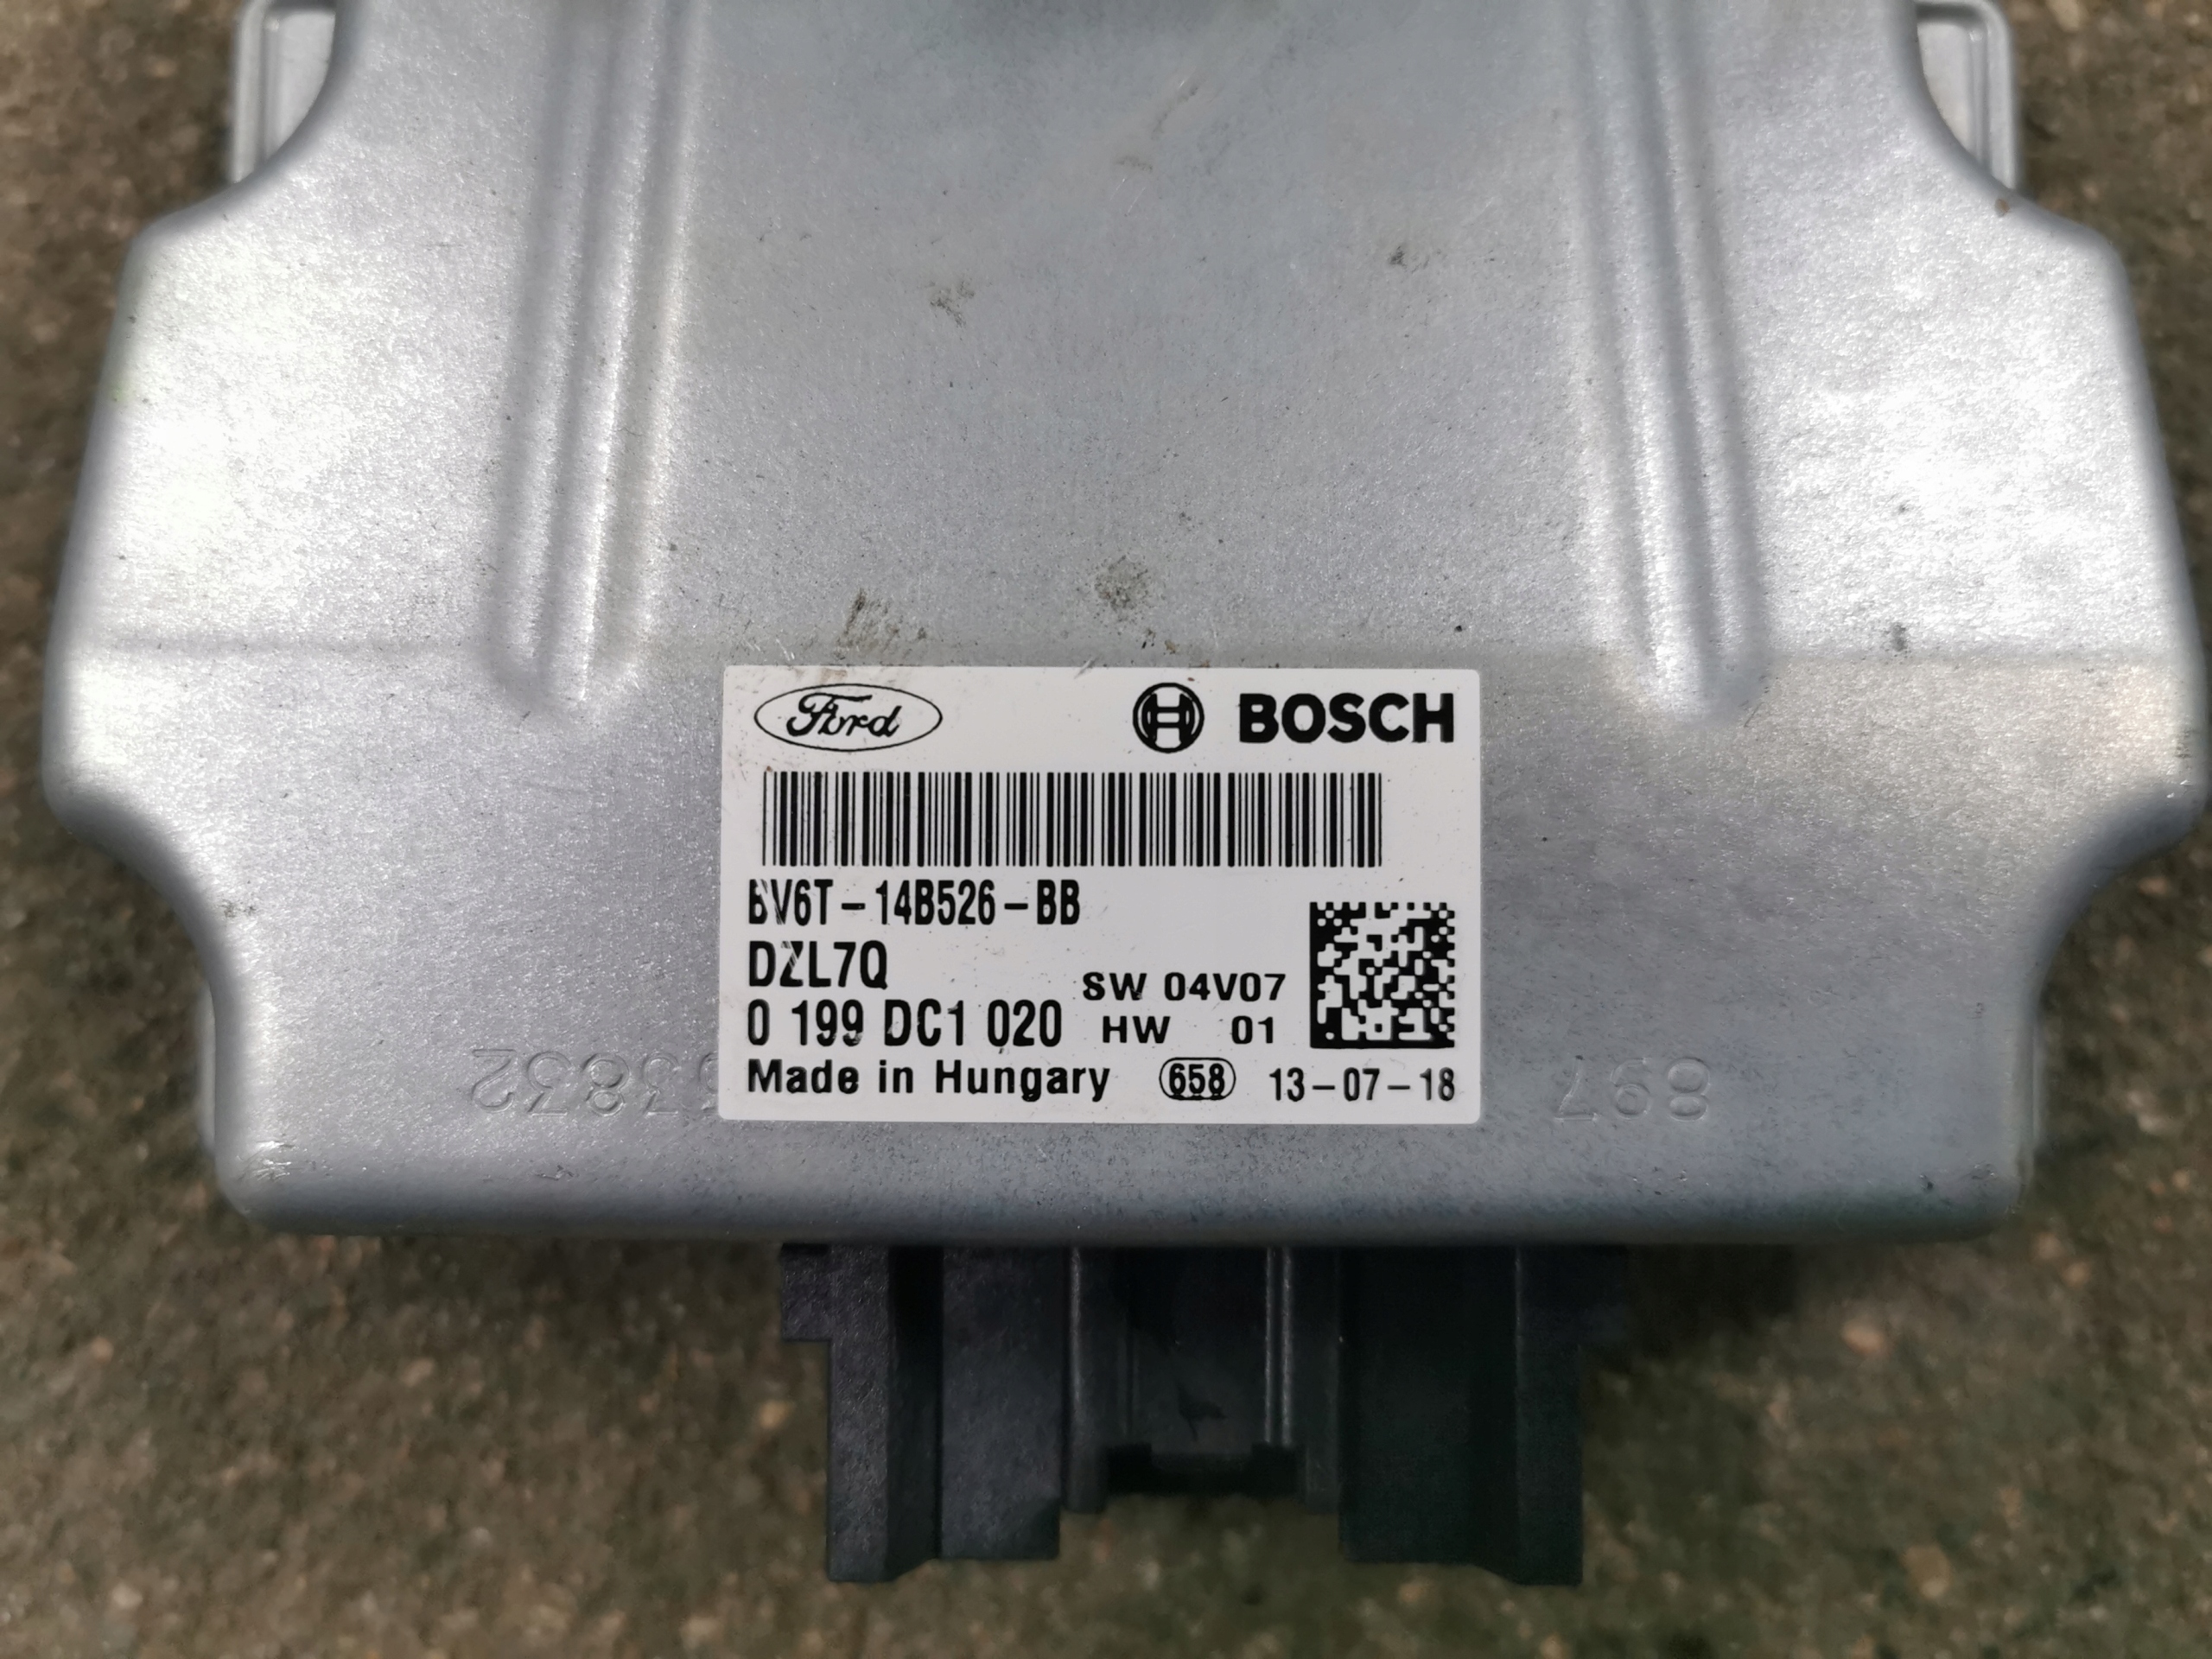 Ford BOSCH
BV6T-14B526-BB
DZL7Q
SW 04V07
0 199 DC1 020 HW 01
Made in Hungary 658 13-07-18
897